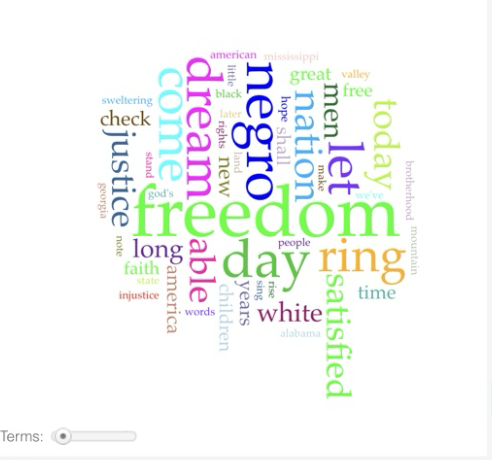 american
mississippi
little
great
valley
free
come
dream
negro
black
hope
nation
men
today
sweltering
check
later
rights
shall
let
justice
stand
new
land
make
god's
we've
brotherhood
georgia
freedom
mountain
note
long
able
day
people
ring
faith
state
america
sing
rise
injustice
children
years
time
words
white
satisfied
alabama
Terms: